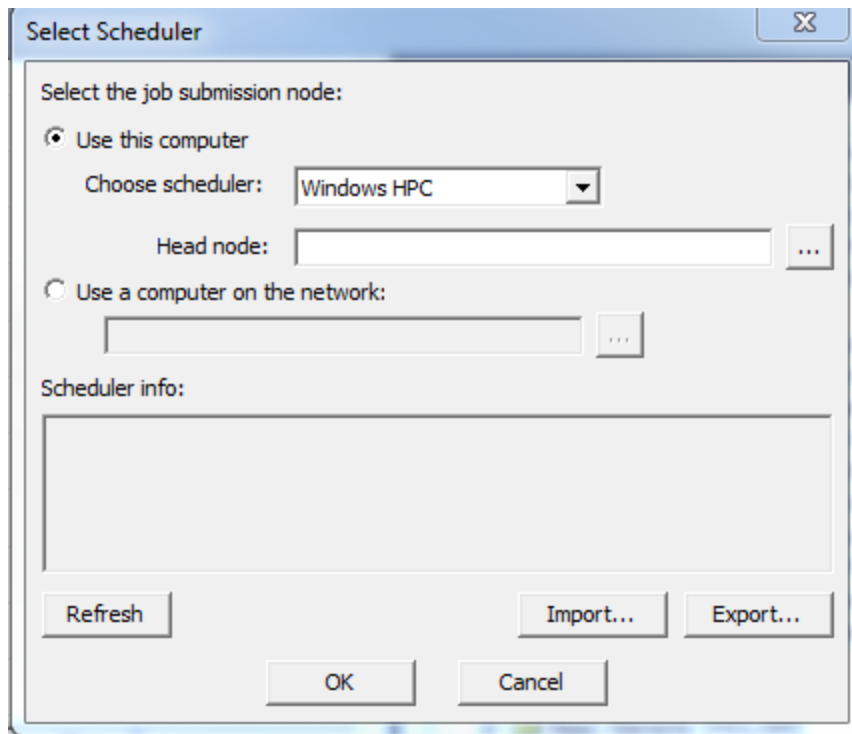 Select Scheduler
Select the job submission node:
Use this computer
Choose scheduler: Windows HPC
Head node: ...
Use a computer on the network:
...
Scheduler info:
Refresh Import... Export...
OK Cancel